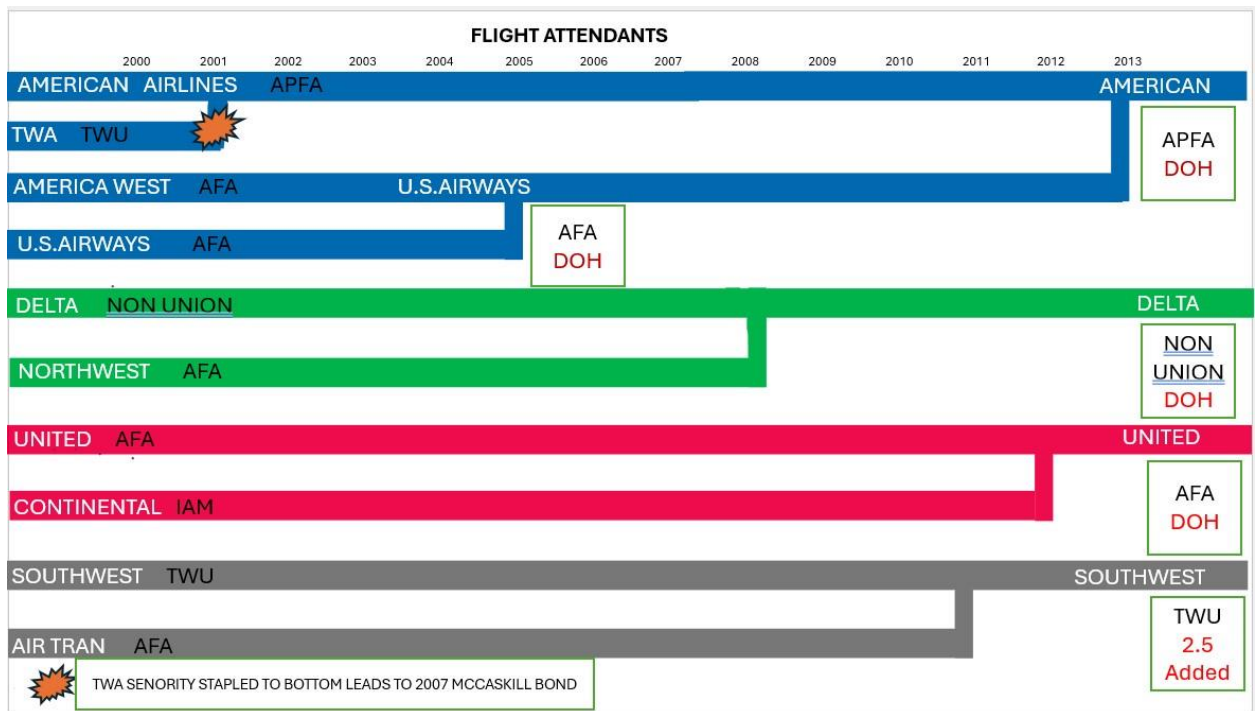 FLIGHT ATTENDANTS
2000 2001 2002 2003 2004 2005 2006 2007 2008 2009 2010 2011 2012 2013
AMERICAN AIRLINES APFA AMERICAN
TWA TWU
APFA
DOH
AMERICA WEST AFA U.S.AIRWAYS
U.S.AIRWAYS AFA
AFA
DOH
DELTA NON UNION DELTA
NON
UNION
DOH
NORTHWEST AFA
UNITED AFA UNITED
CONTINENTAL IAM
AFA
DOH
SOUTHWEST TWU SOUTHWEST
TWU
2.5
Added
AIR TRAN AFA
TWA SENORITY STAPLED TO BOTTOM LEADS TO 2007 MCCASKILL BOND